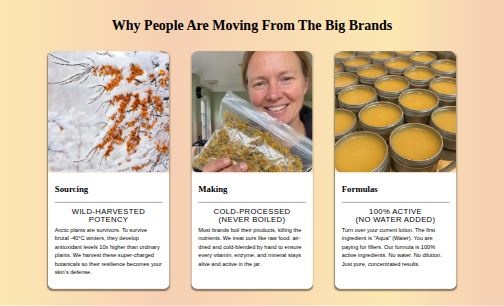 Why People Are Moving From The Big Brands
Sourcing
WILD-HARVESTED
POTENCY
Arctic plants are survivors. To survive
brutal -40°C winters, they develop
antioxidant levels 10x higher than ordinary
plants. We harvest these super-charged
botanicals so their resilience becomes your
skin's defense.
Making
COLD-PROCESSED
(NEVER BOILED)
Most brands boil their products, killing the
nutrients. We treat ours like raw food: air-
dried and cold-blended by hand to ensure
every vitamin, enzyme, and mineral stays
alive and active in the jar.
Formulas
100% ACTIVE
(NO WATER ADDED)
Turn over your current lotion. The first
ingredient is "Aqua" (Water). You are
paying for fillers. Our formula is 100%
active ingredients. No water. No dilution.
Just pure, concentrated results.